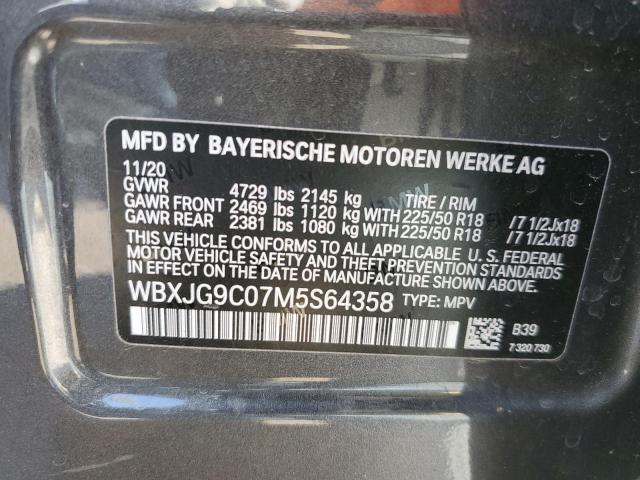 MFD BY BAYERISCHE MOTOREN WERKE AG
11/20
GVWR 4729 lbs 2145 kg TIRE / RIM
GAWR FRONT 2469 lbs 1120 kg WITH 225/50 R18 /7 1/2Jx18
GAWR REAR 2381 lbs 1080 kg WITH 225/50 R18 /7 1/2Jx18
THIS VEHICLE CONFORMS TO ALL APPLICABLE U. S. FEDERAL
MOTOR VEHICLE SAFETY AND THEFT PREVENTION STANDARDS
IN EFFECT ON THE DATE OF MANUFACTURE SHOWN ABOVE.
WBXJG9C07M5S64358 TYPE: MPV
B39
7 320 730